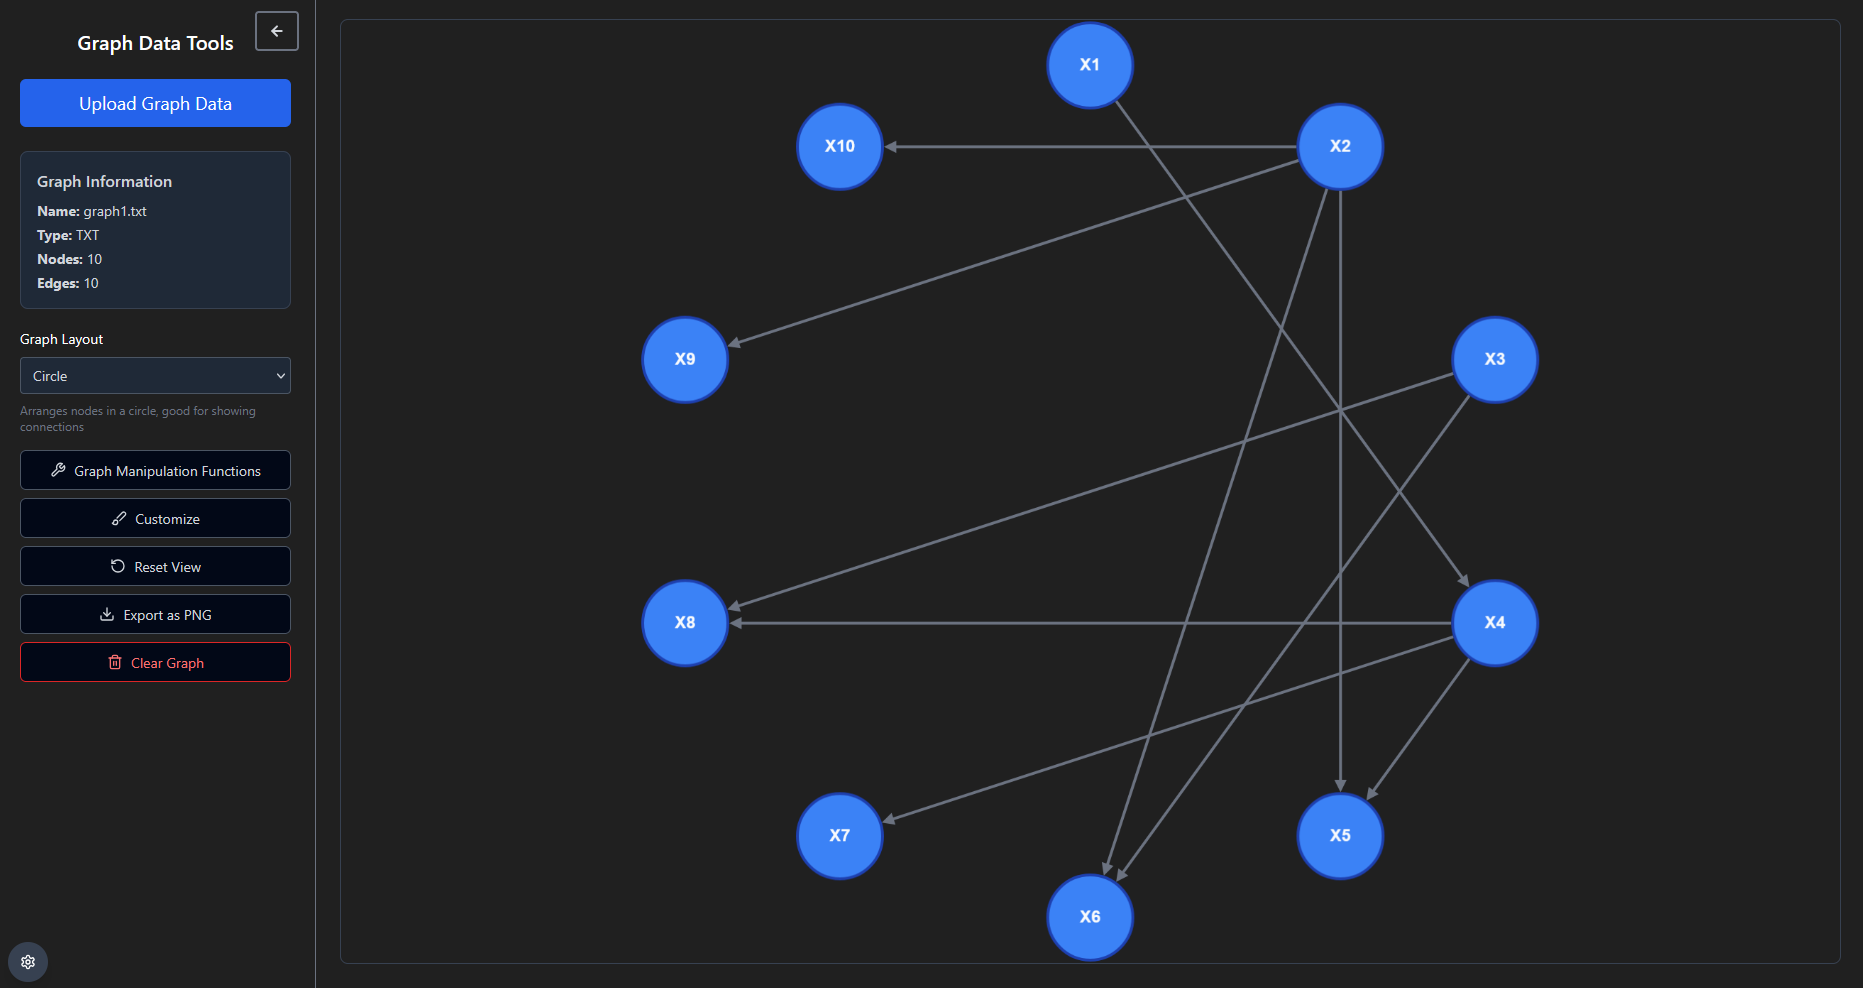 Graph Data Tools
Upload Graph Data
Graph Information
Name: graph1.txt
Type: TXT
Nodes: 10
Edges: 10
Graph Layout
Circle
Arranges nodes in a circle, good for showing
connections
Graph Manipulation Functions
Customize
Reset View
Export as PNG
Clear Graph
X1
X10
X2
X9
X3
X8
X4
X7
X5
X6